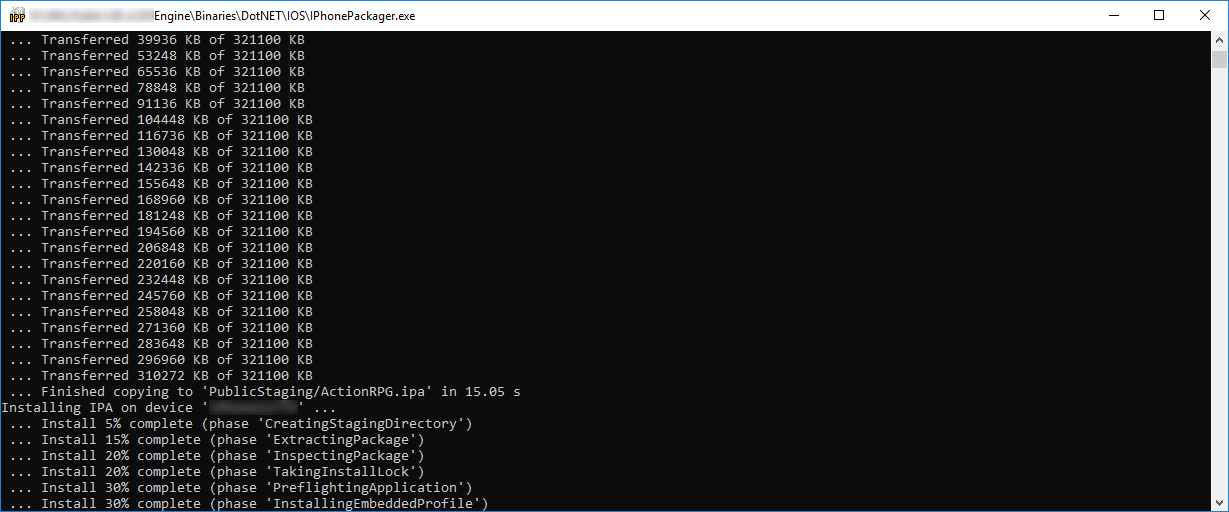 IPP Engine\Binaries\DotNET\IOS\IPhonePackager.exe
... Transferred 39936 KB of 321100 KB
... Transferred 53248 KB of 321100 KB
... Transferred 65536 KB of 321100 KB
... Transferred 78848 KB of 321100 KB
... Transferred 91136 KB of 321100 KB
... Transferred 104448 KB of 321100 KB
... Transferred 116736 KB of 321100 KB
... Transferred 130048 KB of 321100 KB
... Transferred 142336 KB of 321100 KB
... Transferred 155648 KB of 321100 KB
... Transferred 168960 KB of 321100 KB
... Transferred 181248 KB of 321100 KB
... Transferred 194560 KB of 321100 KB
... Transferred 206848 KB of 321100 KB
... Transferred 220160 KB of 321100 KB
... Transferred 232448 KB of 321100 KB
... Transferred 245760 KB of 321100 KB
... Transferred 258048 KB of 321100 KB
... Transferred 271360 KB of 321100 KB
... Transferred 283648 KB of 321100 KB
... Transferred 296960 KB of 321100 KB
... Transferred 310272 KB of 321100 KB
... Finished copying to 'PublicStaging/ActionRPG.ipa' in 15.05 s
Installing IPA on device ' ' ...
... Install 5% complete (phase 'CreatingStagingDirectory')
... Install 15% complete (phase 'ExtractingPackage')
... Install 20% complete (phase 'InspectingPackage')
... Install 20% complete (phase 'TakingInstallLock')
... Install 30% complete (phase 'PreflightingApplication')
... Install 30% complete (phase 'InstallingEmbeddedProfile')